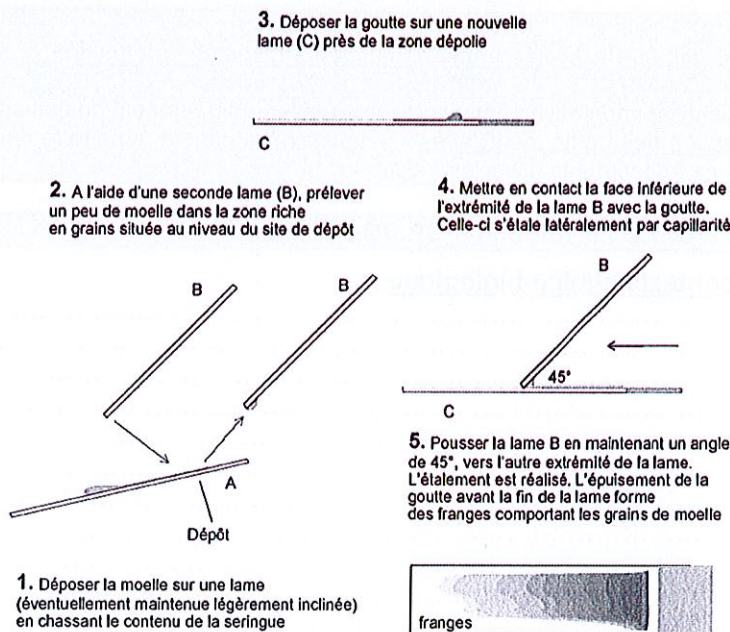 3. Déposer la goutte sur une nouvelle
lame (C) près de la zone dépolie
C
2. A l'aide d'une seconde lame (B), prélever
un peu de moelle dans la zone riche
en grains située au niveau du site de dépôt
4. Mettre en contact la face inférieure de
l'extrémité de la lame B avec la goutte.
Celle-ci s'étale latéralement par capillarité
B
B
B
45°
C
A
Dépôt
5. Pousser la lame B en maintenant un angle
de 45°, vers l'autre extrémité de la lame.
L'étalement est réalisé. L'épuisement de la
goutte avant la fin de la lame forme
des franges comportant les grains de moelle
1. Déposer la moelle sur une lame
(éventuellement maintenue légèrement inclinée)
en chassant le contenu de la seringue
franges